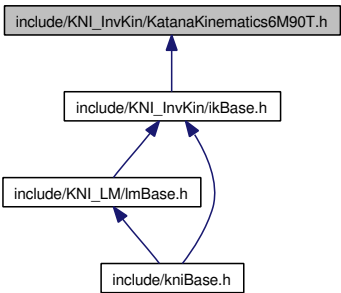 include/KNI_InvKin/KatanaKinematics6M90T.h
include/KNI_InvKin/ikBase.h
include/KNI_LM/lmBase.h
include/kniBase.h